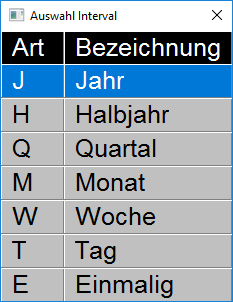 Auswahl Interval
Art Bezeichnung
J Jahr
H Halbjahr
Q Quartal
M Monat
W Woche
T Tag
E Einmalig